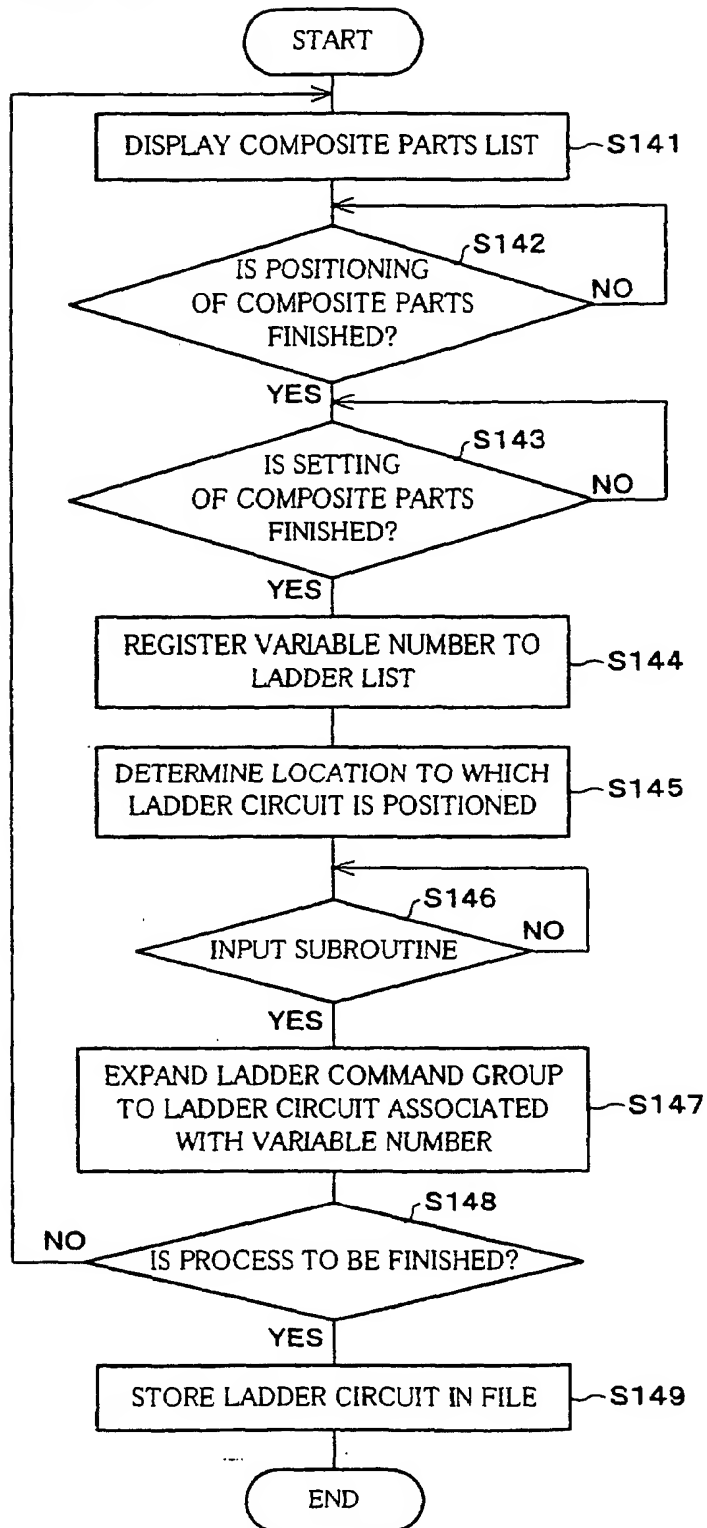 START
DISPLAY COMPOSITE PARTS LIST
S141
S142
IS POSITIONING
OF COMPOSITE PARTS
FINISHED?
NO
YES
S143
IS SETTING
OF COMPOSITE PARTS
FINISHED?
NO
YES
REGISTER VARIABLE NUMBER TO
LADDER LIST
S144
DETERMINE LOCATION TO WHICH
LADDER CIRCUIT IS POSITIONED
S145
S146
INPUT SUBROUTINE
NO
YES
EXPAND LADDER COMMAND GROUP
TO LADDER CIRCUIT ASSOCIATED
WITH VARIABLE NUMBER
S147
S148
NO
IS PROCESS TO BE FINISHED?
YES
STORE LADDER CIRCUIT IN FILE
S149
END